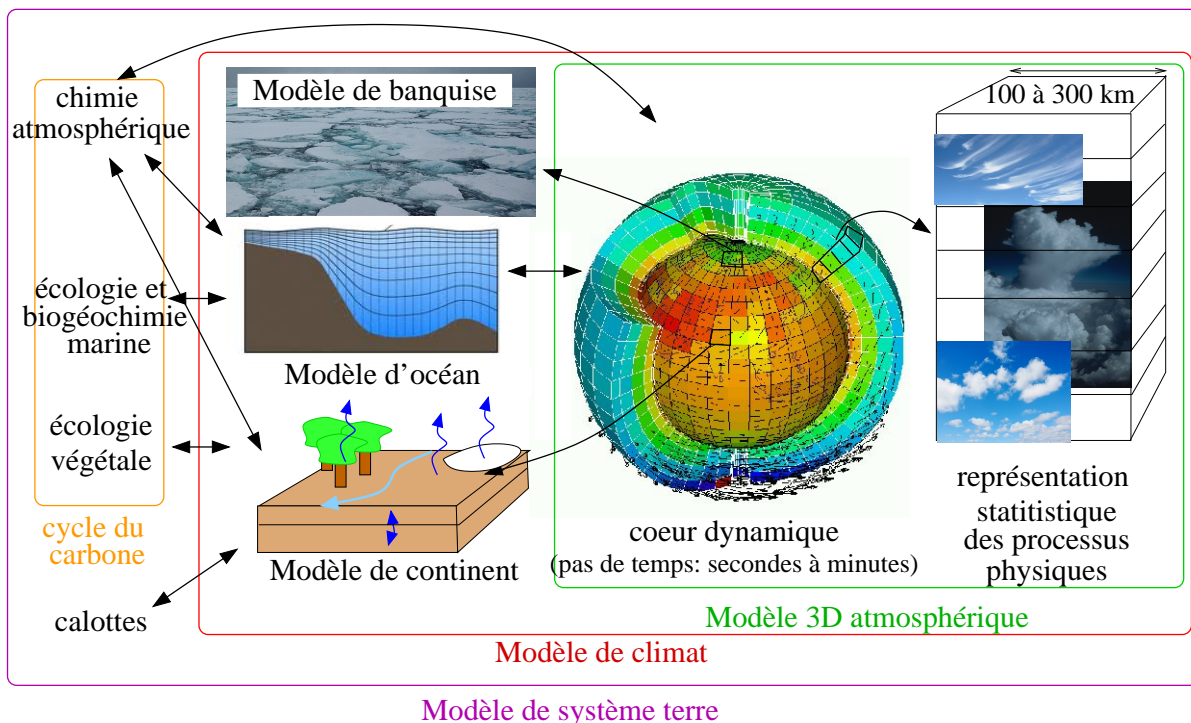 chimie
atmosphérique
écologie et
biogéochimie
marine
écologie
végétale
cycle du
carbone
calottes
Modèle de banquise
Modèle d'océan
Modèle de continent
coeur dynamique
(pas de temps: secondes à minutes)
100 à 300 km
représentation
statitistique
des processus
physiques
Modèle 3D atmosphérique
Modèle de climat
Modèle de système terre